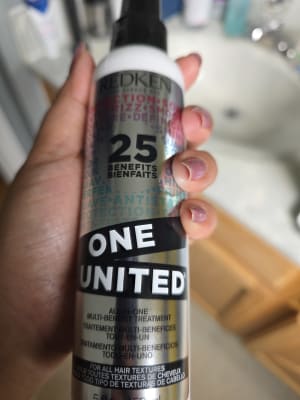 REDKEN
25
BENEFITS
BIENFAITS
ONE
UNITED
ALL-IN-ONE
MULTI-BENEFIT TREATMENT
TRAITEMENT MULTI-BÉNÉFICES
TOUT-EN-UN
TRATAMIENTO MULTI-BENEFICIOS
TODO-EN-UNO
FOR ALL HAIR TEXTURES
TOUTES TEXTURES DE CHEVEUX
TODO TIPO DE TEXTURAS DE CABELLO